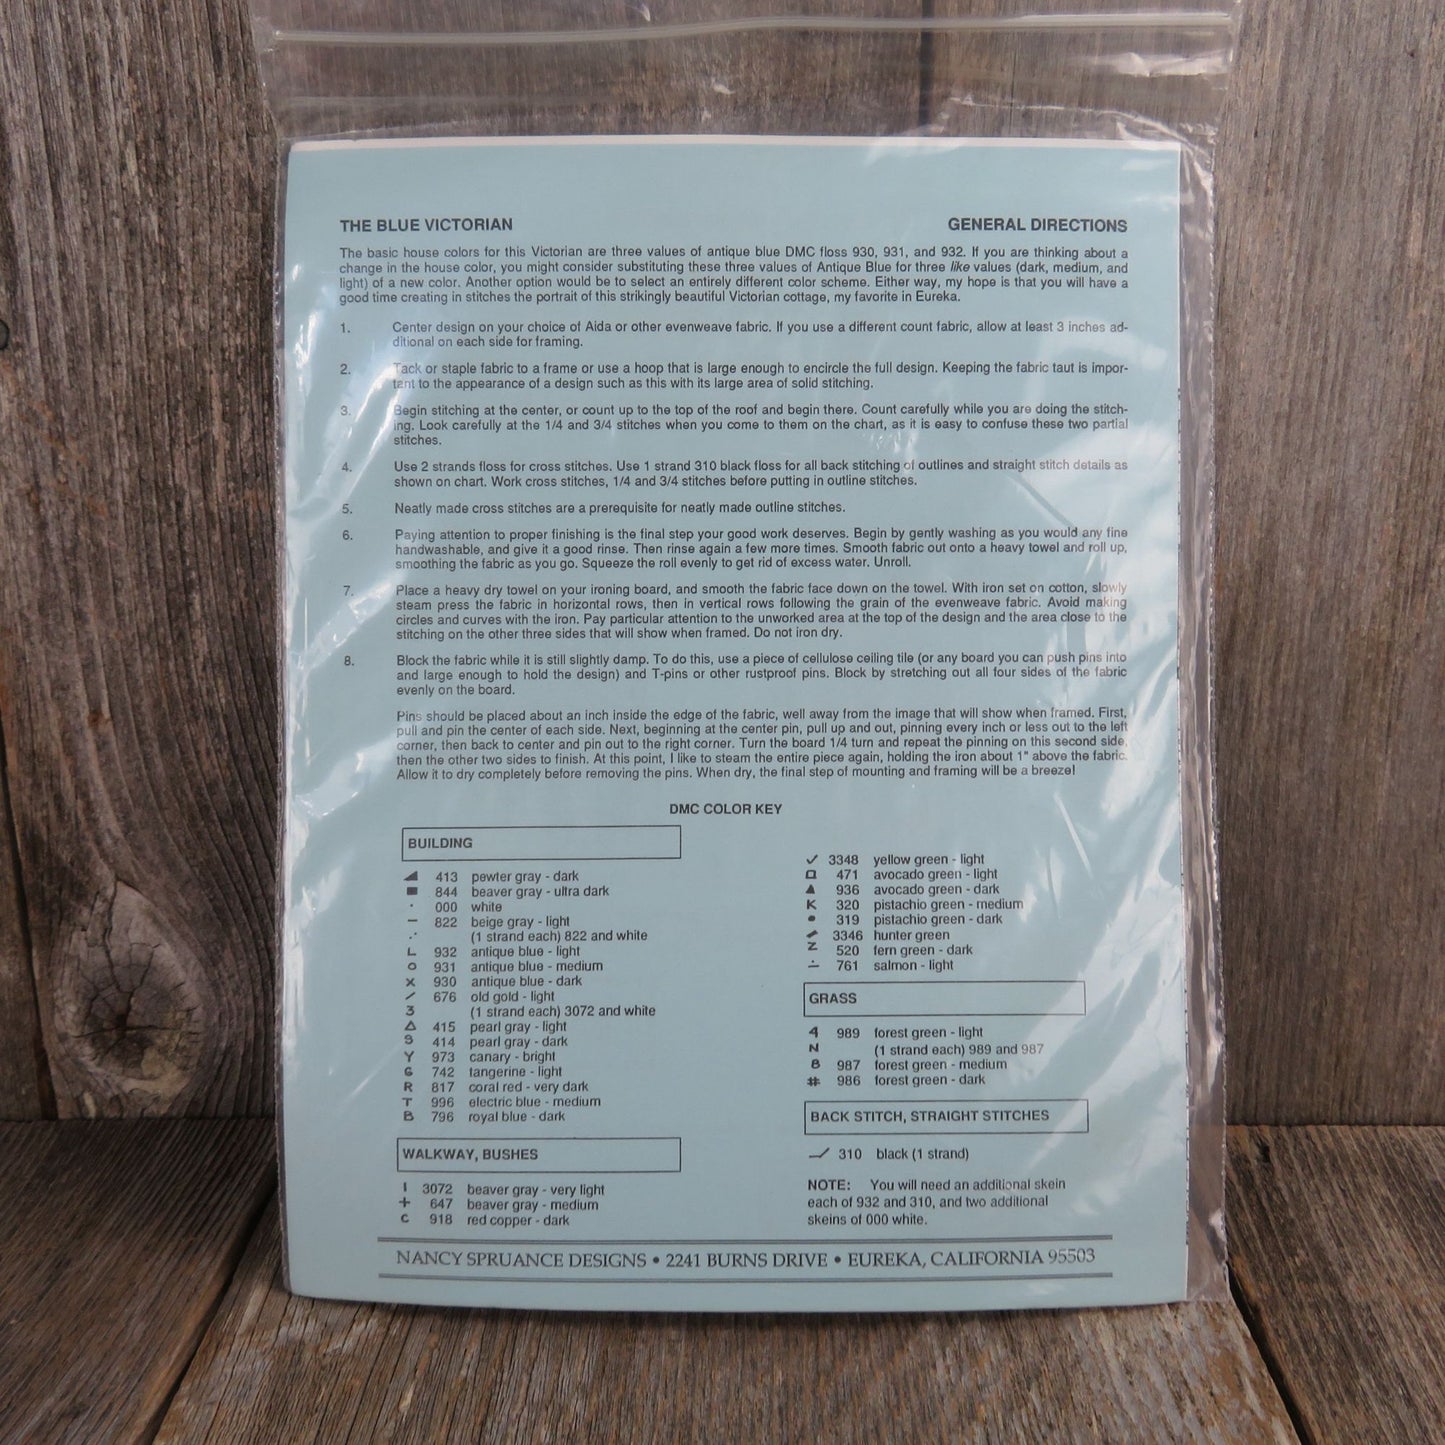 THE BLUE VICTORIAN GENERAL DIRECTIONS
The basic house colors for this Victorian are three values of antique blue DMC floss 930, 931, and 932. If you are thinking about a
change in the house color, you might consider substituting these three values of Antique Blue for three like values (dark, medium, and
light) of a new color. Another option would be to select an entirely different color scheme. Either way, my hope is that you will have a
good time creating in stitches the portrait of this strikingly beautiful Victorian cottage, my favorite in Eureka.
1. Center design on your choice of Aida or other evenweave fabric. If you use a different count fabric, allow at least 3 inches ad-
ditional on each side for framing.
2. Tack or staple fabric to a frame or use a hoop that is large enough to encircle the full design. Keeping the fabric taut is impor-
tant to the appearance of a design such as this with its large area of solid stitching.
3. Begin stitching at the center, or count up to the top of the roof and begin there. Count carefully while you are doing the stitch-
ing. Look carefully at the 1/4 and 3/4 stitches when you come to them on the chart, as it is easy to confuse these two partial
stitches.
4. Use 2 strands floss for cross stitches. Use 1 strand 310 black floss for all back stitching of outlines and straight stitch details as
shown on chart. Work cross stitches, 1/4 and 3/4 stitches before putting in outline stitches.
5. Neatly made cross stitches are a prerequisite for neatly made outline stitches.
6. Paying attention to proper finishing is the final step your good work deserves. Begin by gently washing as you would any fine
handwashable, and give it a good rinse. Then rinse again a few more times. Smooth fabric out onto a heavy towel and roll up,
smoothing the fabric as you go. Squeeze the roll evenly to get rid of excess water. Unroll.
7. Place a heavy dry towel on your ironing board, and smooth the fabric face down on the towel. With iron set on cotton, slowly
steam press the fabric in horizontal rows, then in vertical rows following the grain of the evenweave fabric. Avoid making
circles and curves with the iron. Pay particular attention to the unworked area at the top of the design and the area close to the
stitching on the other three sides that will show when framed. Do not iron dry.
8. Block the fabric while it is still slightly damp. To do this, use a piece of cellulose ceiling tile (or any board you can push pins into
and large enough to hold the design) and T-pins or other rustproof pins. Block by stretching out all four sides of the fabric
evenly on the board.
Pins should be placed about an inch inside the edge of the fabric, well away from the image that will show when framed. First,
pull and pin the center of each side. Next, beginning at the center pin, pull up and out, pinning every inch or less out to the left
corner, then back to center and pin out to the right corner. Turn the board 1/4 turn and repeat the pinning on this second side,
then the other two sides to finish. At this point, I like to steam the entire piece again, holding the iron about 1" above the fabric.
Allow it to dry completely before removing the pins. When dry, the final step of mounting and framing will be a breeze!
DMC COLOR KEY
BUILDING
◢ 413 pewter gray - dark
■ 844 beaver gray - ultra dark
· 000 white
– 822 beige gray - light
(1 strand each) 822 and white
L 932 antique blue - light
o 931 antique blue - medium
x 930 antique blue - dark
/ 676 old gold - light
3 (1 strand each) 3072 and white
△ 415 pearl gray - light
9 414 pearl gray - dark
Y 973 canary - bright
G 742 tangerine - light
R 817 coral red - very dark
T 996 electric blue - medium
B 796 royal blue - dark
WALKWAY, BUSHES
I 3072 beaver gray - very light
+ 647 beaver gray - medium
C 918 red copper - dark
✓ 3348 yellow green - light
471 avocado green - light
▲ 936 avocado green - dark
K 320 pistachio green - medium
● 319 pistachio green - dark
3346 hunter green
Z 520 fern green - dark
∸ 761 salmon - light
GRASS
4 989 forest green - light
N (1 strand each) 989 and 987
8 987 forest green - medium
# 986 forest green - dark
BACK STITCH, STRAIGHT STITCHES
310 black (1 strand)
NOTE: You will need an additional skein
each of 932 and 310, and two additional
skeins of 000 white.
NANCY SPRUANCE DESIGNS • 2241 BURNS DRIVE • EUREKA, CALIFORNIA 95503